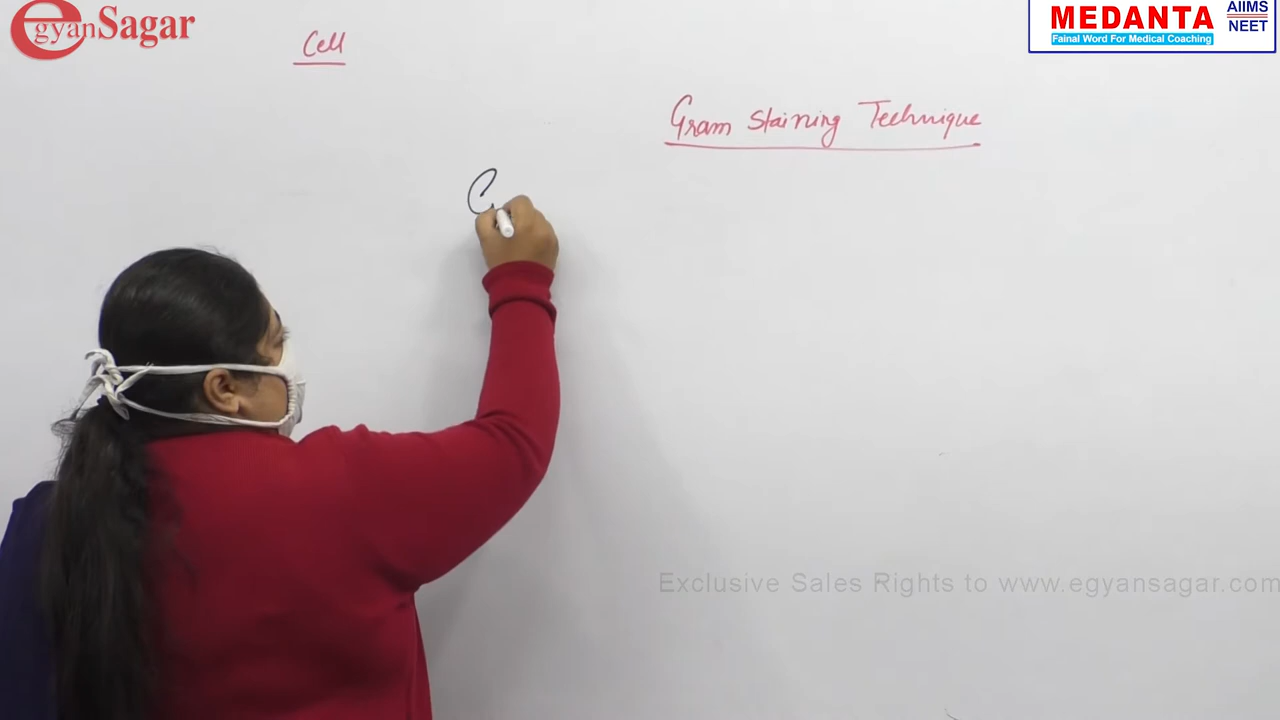 egyanSagar
Cell
MEDANTA
Fainal Word For Medical Coaching
AIIMS
NEET
Gram Staining Technique
G
Exclusive Sales Rights to www.egyansagar.com